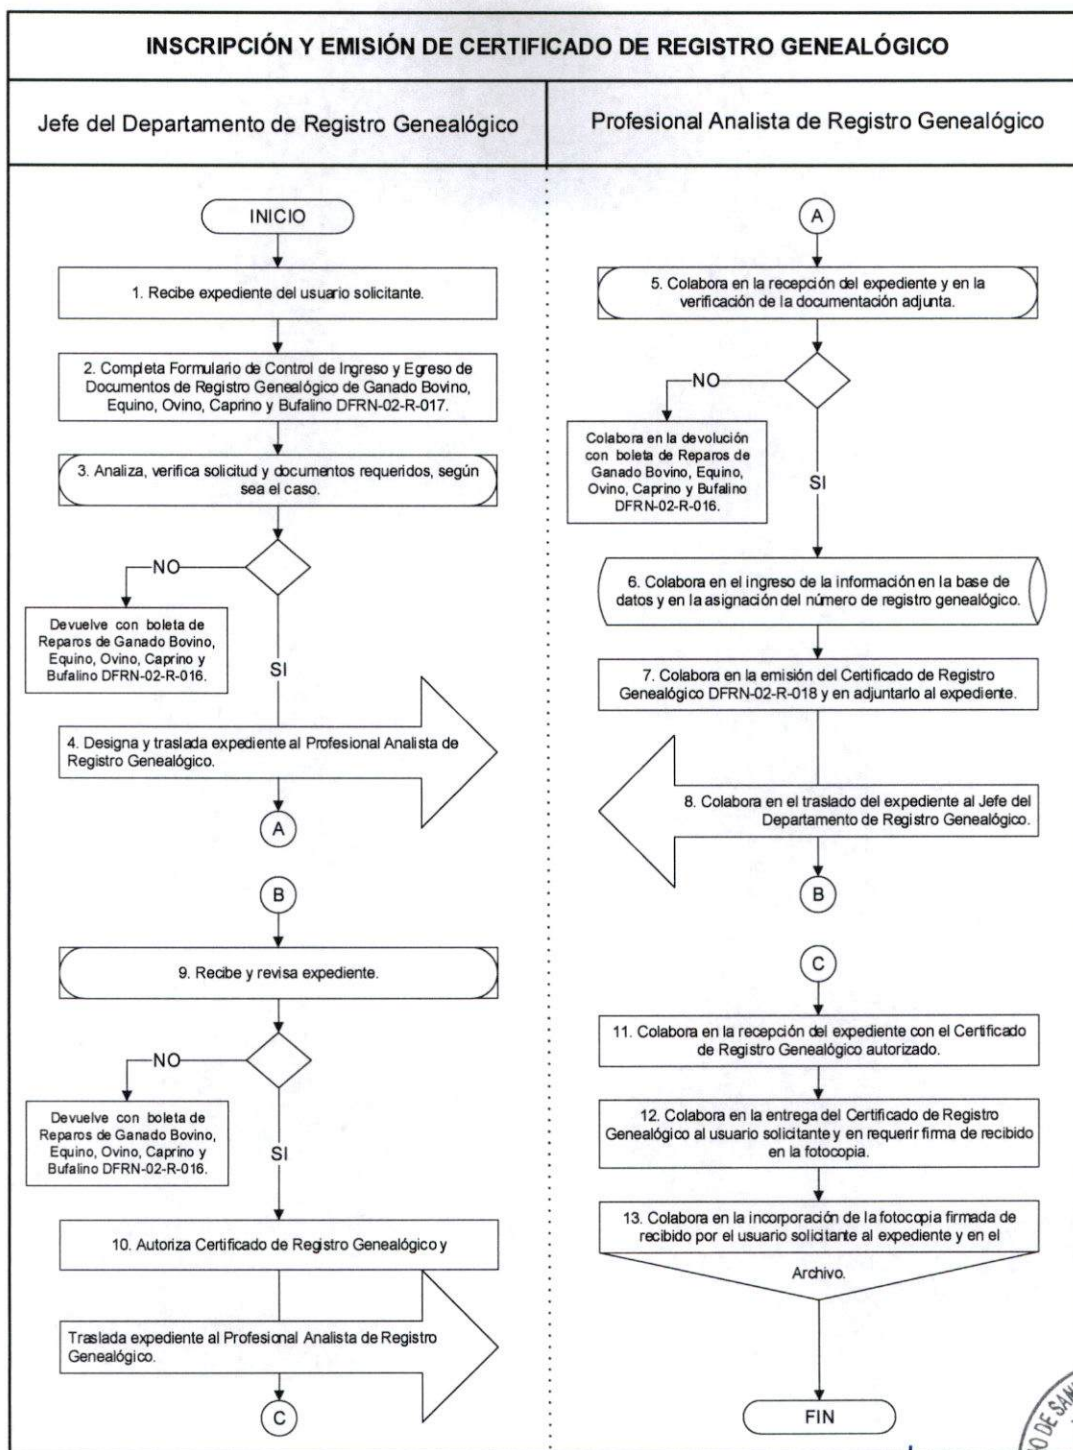 INSCRIPCIÓN Y EMISIÓN DE CERTIFICADO DE REGISTRO GENEALÓGICO
Jefe del Departamento de Registro Genealógico
Profesional Analista de Registro Genealógico
INICIO
1. Recibe expediente del usuario solicitante.
2. Completa Formulario de Control de Ingreso y Egreso de
Documentos de Registro Genealógico de Ganado Bovino,
Equino, Ovino, Caprino y Bufalino DFRN-02-R-017.
3. Analiza, verifica solicitud y documentos requeridos, según
sea el caso.
NO
Devuelve con boleta de
Reparos de Ganado Bovino,
Equino, Ovino, Caprino y
Bufalino DFRN-02-R-016.
SI
4. Designa y traslada expediente al Profesional Analista de
Registro Genealógico.
A
B
9. Recibe y revisa expediente.
NO
Devuelve con boleta de
Reparos de Ganado Bovino,
Equino, Ovino, Caprino y
Bufalino DFRN-02-R-016.
SI
10. Autoriza Certificado de Registro Genealógico y
Traslada expediente al Profesional Analista de Registro
Genealógico.
C
A
5. Colabora en la recepción del expediente y en la
verificación de la documentación adjunta.
NO
Colabora en la devolución
con boleta de Reparos de
Ganado Bovino, Equino,
Ovino, Caprino y Bufalino
DFRN-02-R-016.
SI
6. Colabora en el ingreso de la información en la base de
datos y en la asignación del número de registro genealógico.
7. Colabora en la emisión del Certificado de Registro
Genealógico DFRN-02-R-018 y en adjuntarlo al expediente.
8. Colabora en el traslado del expediente al Jefe del
Departamento de Registro Genealógico.
B
C
11. Colabora en la recepción del expediente con el Certificado
de Registro Genealógico autorizado.
12. Colabora en la entrega del Certificado de Registro
Genealógico al usuario solicitante y en requerir firma de recibido
en la fotocopia.
13. Colabora en la incorporación de la fotocopia firmada de
recibido por el usuario solicitante al expediente y en el
Archivo.
FIN
DE